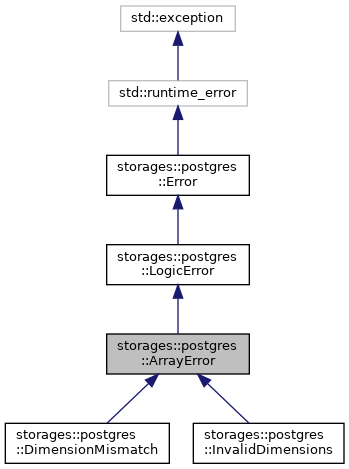 std::exception
std::runtime_error
storages::postgres
::Error
storages::postgres
::LogicError
storages::postgres
::ArrayError
storages::postgres
::DimensionMismatch
storages::postgres
::InvalidDimensions